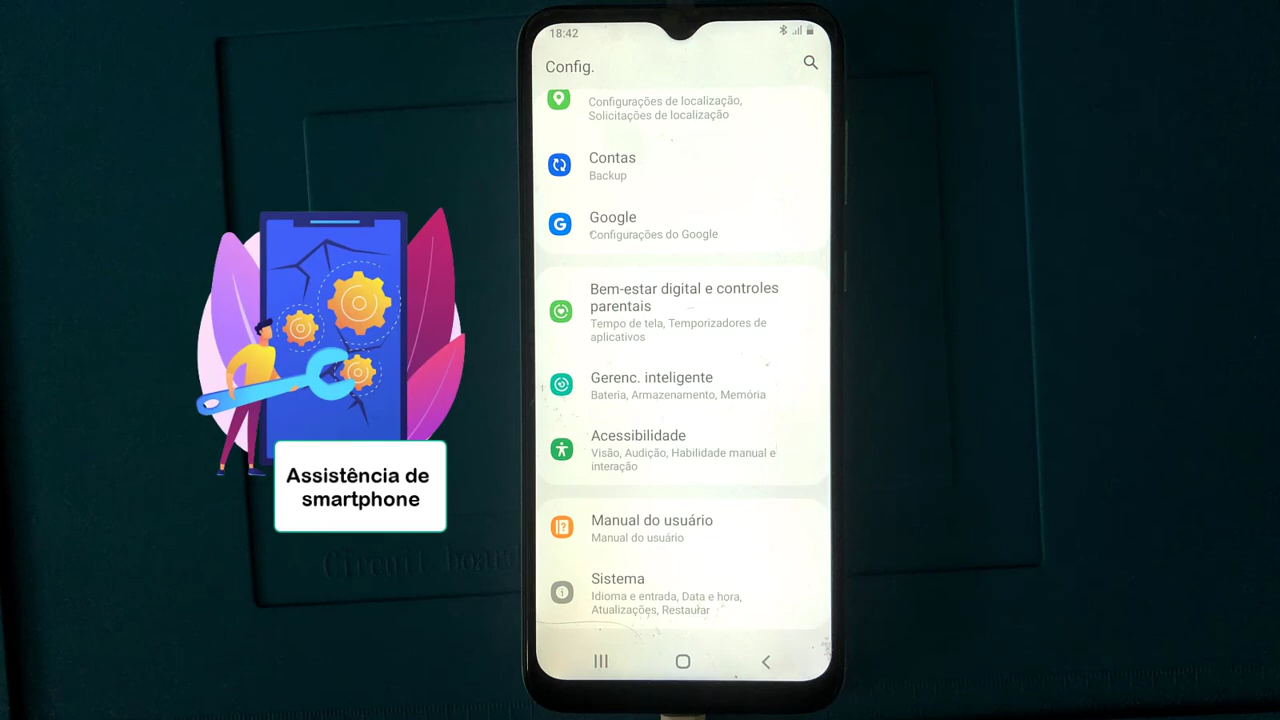 18:42
Config.
Configurações de localização,
Solicitações de localização
Contas
Backup
Google
Configurações do Google
Bem-estar digital e controles
parentais
Tempo de tela, Temporizadores de
aplicativos
Gerenc. inteligente
Bateria, Armazenamento, Memória
Acessibilidade
Visão, Audição, Habilidade manual e
interação
Manual do usuário
Manual do usuário
Sistema
Idioma e entrada, Data e hora,
Atualizações, Restaurar
Assistência de
smartphone
Circuit board